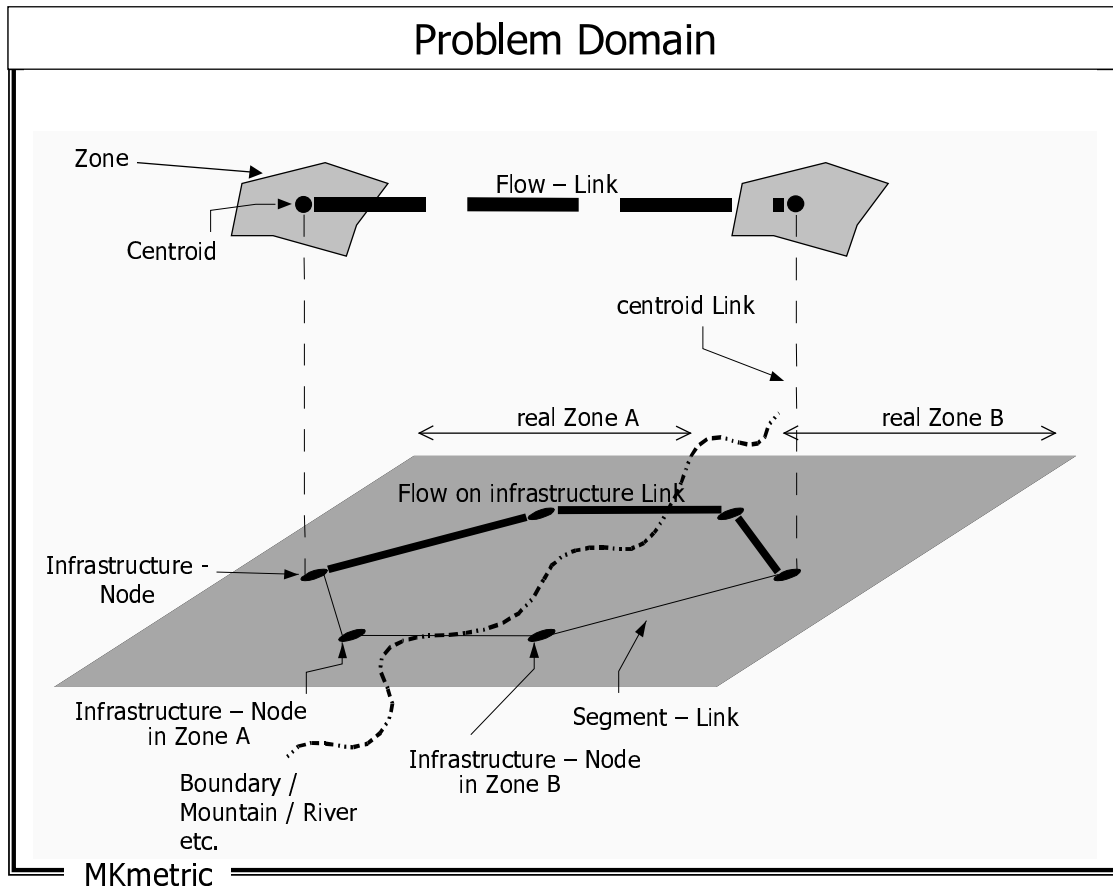 Problem Domain
Zone
Flow – Link
Centroid
centroid Link
real Zone A
real Zone B
Flow on infrastructure Link
Infrastructure -
Node
Infrastructure – Node
in Zone A
Segment – Link
Infrastructure – Node
in Zone B
Boundary /
Mountain / River
etc.
MKmetric